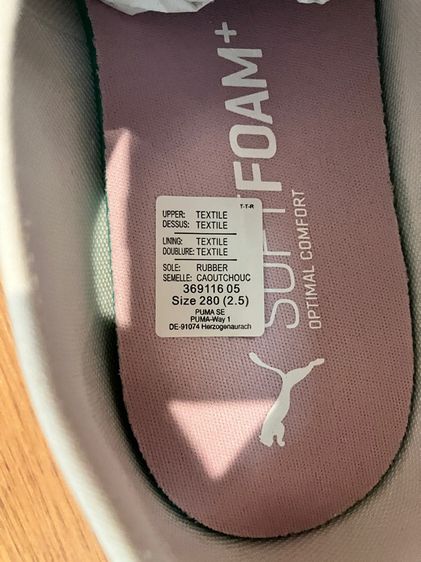 T-T-R
UPPER: TEXTILE
DESSUS: TEXTILE
LINING: TEXTILE
DOUBLURE: TEXTILE
SOLE: RUBBER
SEMELLE: CAOUTCHOUC
369116 05
Size 280 (2.5)
PUMA SE
PUMA-Way 1
DE-91074 Herzogenaurach
SOFTFOAM+
OPTIMAL COMFORT